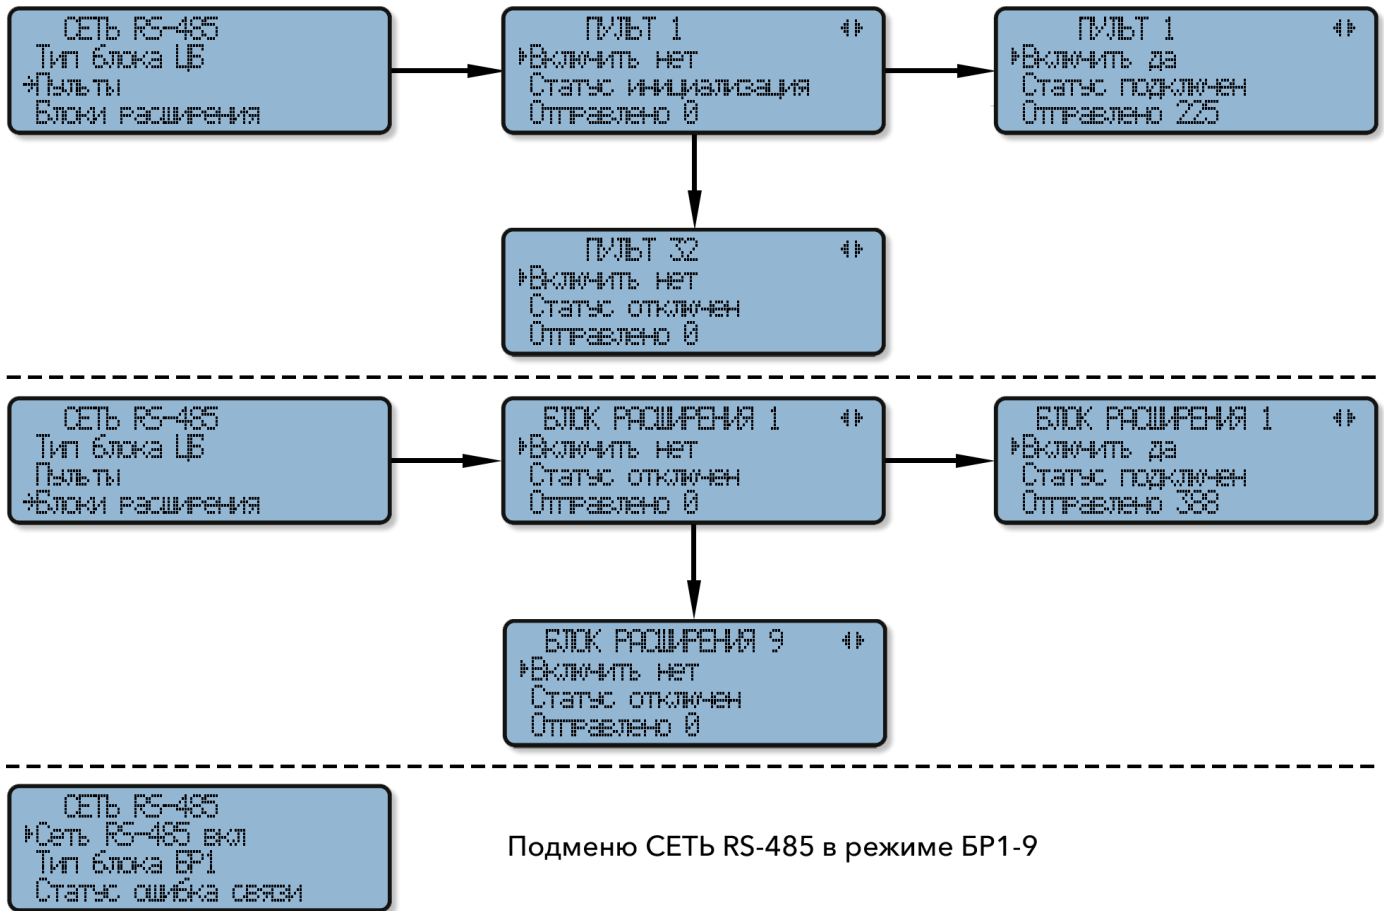 СЕТЬ RS-485
Тип блока ЦБ
Пульты
Блоки расширения
ПУЛЬТ 1
Включить нет
Статус инициализация
Отправлено 0
ПУЛЬТ 1
Включить да
Статус подключен
Отправлено 225
ПУЛЬТ 32
Включить нет
Статус отключен
Отправлено 0
СЕТЬ RS-485
Тип блока ЦБ
Пульты
Блоки расширения
БЛОК РАСШИРЕНИЯ 1
Включить нет
Статус отключен
Отправлено 0
БЛОК РАСШИРЕНИЯ 1
Включить да
Статус подключен
Отправлено 388
БЛОК РАСШИРЕНИЯ 9
Включить нет
Статус отключен
Отправлено 0
СЕТЬ RS-485
Сеть RS-485 вкл
Тип блока БР1
Статус ошибка связи
Подменю СЕТЬ RS-485 в режиме БР1-9